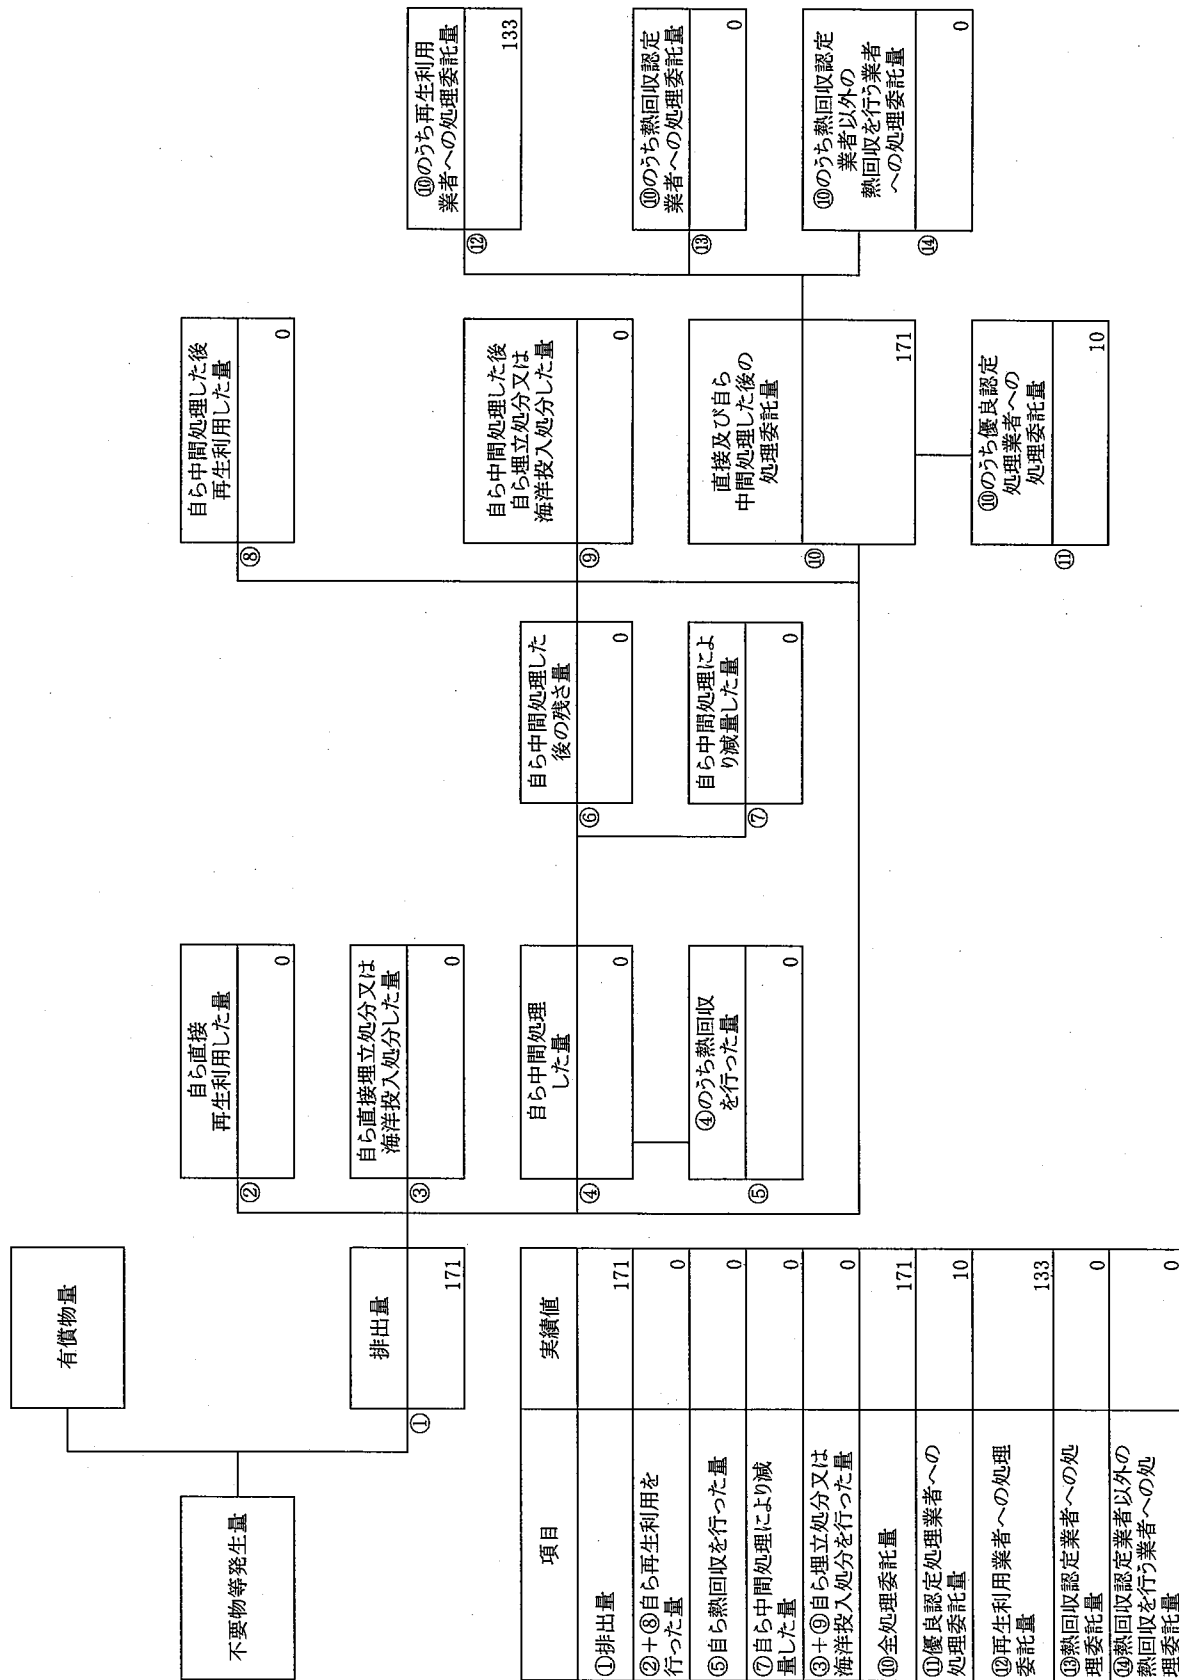 不要物等発生量
有償物量
排出量
①
171
自ら直接
再生利用した量
②
0
自ら直接埋立処分又は
海洋投入処分した量
③
0
自ら中間処理
した量
④
0
④のうち熱回収
を行った量
⑤
0
自ら中間処理した
後の残さ量
⑥
0
自ら中間処理によ
り減量した量
⑦
0
自ら中間処理した後
再生利用した量
⑧
0
自ら中間処理した後
自ら埋立処分又は
海洋投入処分した量
⑨
0
直接及び自ら
中間処理した後の
処理委託量
⑩
171
⑩のうち優良認定
処理業者への
処理委託量
⑪
10
⑩のうち再生利用
業者への処理委託量
⑫
133
⑩のうち熱回収認定
業者への処理委託量
⑬
0
⑩のうち熱回収認定
業者以外の
熱回収を行う業者
への処理委託量
⑭
0
項目 実績値
①排出量 171
②+⑧自ら再生利用を
行った量 0
⑤自ら熱回収を行った量 0
⑦自ら中間処理により減
量した量 0
③+⑨自ら埋立処分又は
海洋投入処分を行った量 0
⑩全処理委託量 171
⑪優良認定処理業者への
処理委託量 10
⑫再生利用業者への処理
委託量 133
⑬熱回収認定業者への処
理委託量 0
⑭熱回収認定業者以外の
熱回収を行う業者への処
理委託量 0